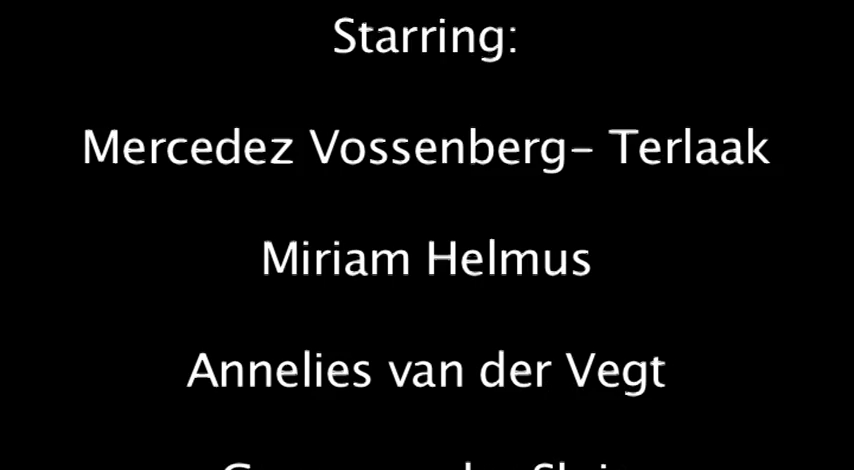 Starring:
Mercedez Vossenberg- Terlaak
Miriam Helmus
Annelies van der Vegt